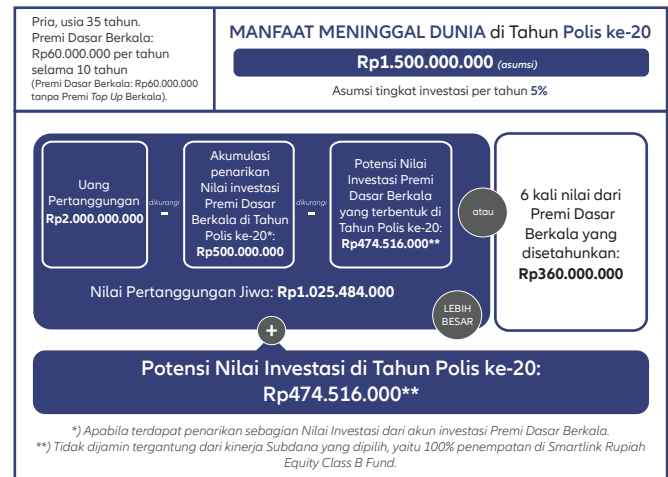 Pria, usia 35 tahun.
Premi Dasar Berkala:
Rp60.000.000 per tahun
selama 10 tahun
(Premi Dasar Berkala: Rp60.000.000
tanpa Premi Top Up Berkala).
MANFAAT MENINGGAL DUNIA di Tahun Polis ke-20
Rp1.500.000.000 (asumsi)
Asumsi tingkat investasi per tahun 5%
Uang
Pertanggungan
Rp2.000.000.000
dikurangi
-
Akumulasi
penarikan
Nilai investasi
Premi Dasar
Berkala di Tahun
Polis ke-20*:
Rp500.000.000
dikurangi
-
Potensi Nilai
Investasi Premi
Dasar Berkala
yang terbentuk di
Tahun Polis ke-20:
Rp474.516.000**
atau
6 kali nilai dari
Premi Dasar
Berkala yang
disetahunkan:
Rp360.000.000
Nilai Pertanggungan Jiwa: Rp1.025.484.000
LEBIH
BESAR
+
Potensi Nilai Investasi di Tahun Polis ke-20:
Rp474.516.000**
*) Apabila terdapat penarikan sebagian Nilai Investasi dari akun investasi Premi Dasar Berkala.
**) Tidak dijamin tergantung dari kinerja Subdana yang dipilih, yaitu 100% penempatan di Smartlink Rupiah
Equity Class B Fund.